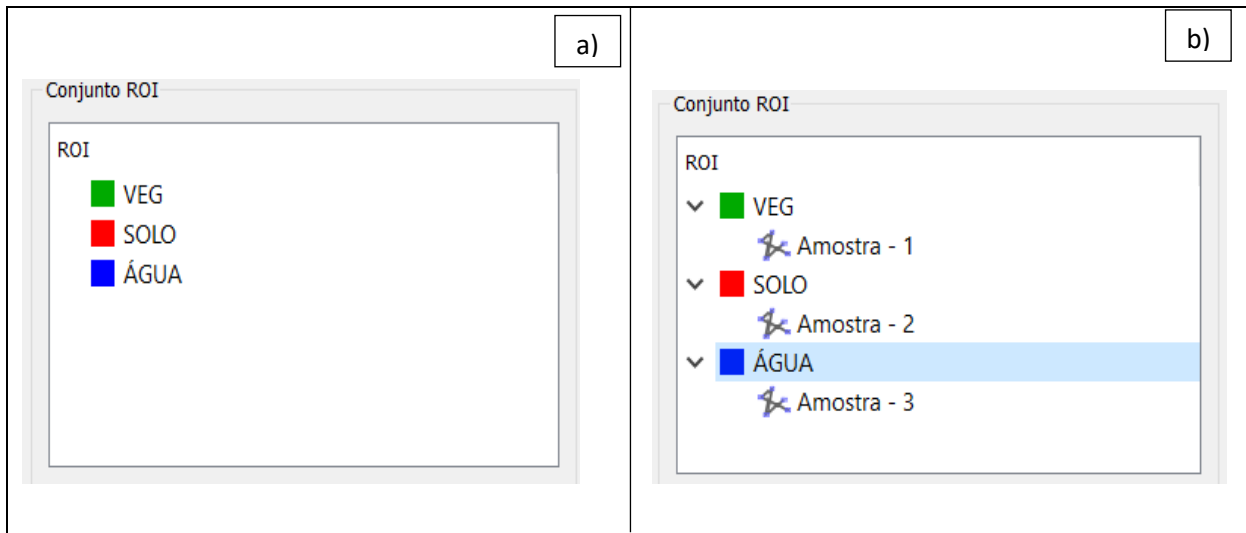 a)
Conjunto ROI
ROI
VEG
SOLO
ÁGUA
b)
Conjunto ROI
ROI
VEG
Amostra - 1
SOLO
Amostra - 2
ÁGUA
Amostra - 3